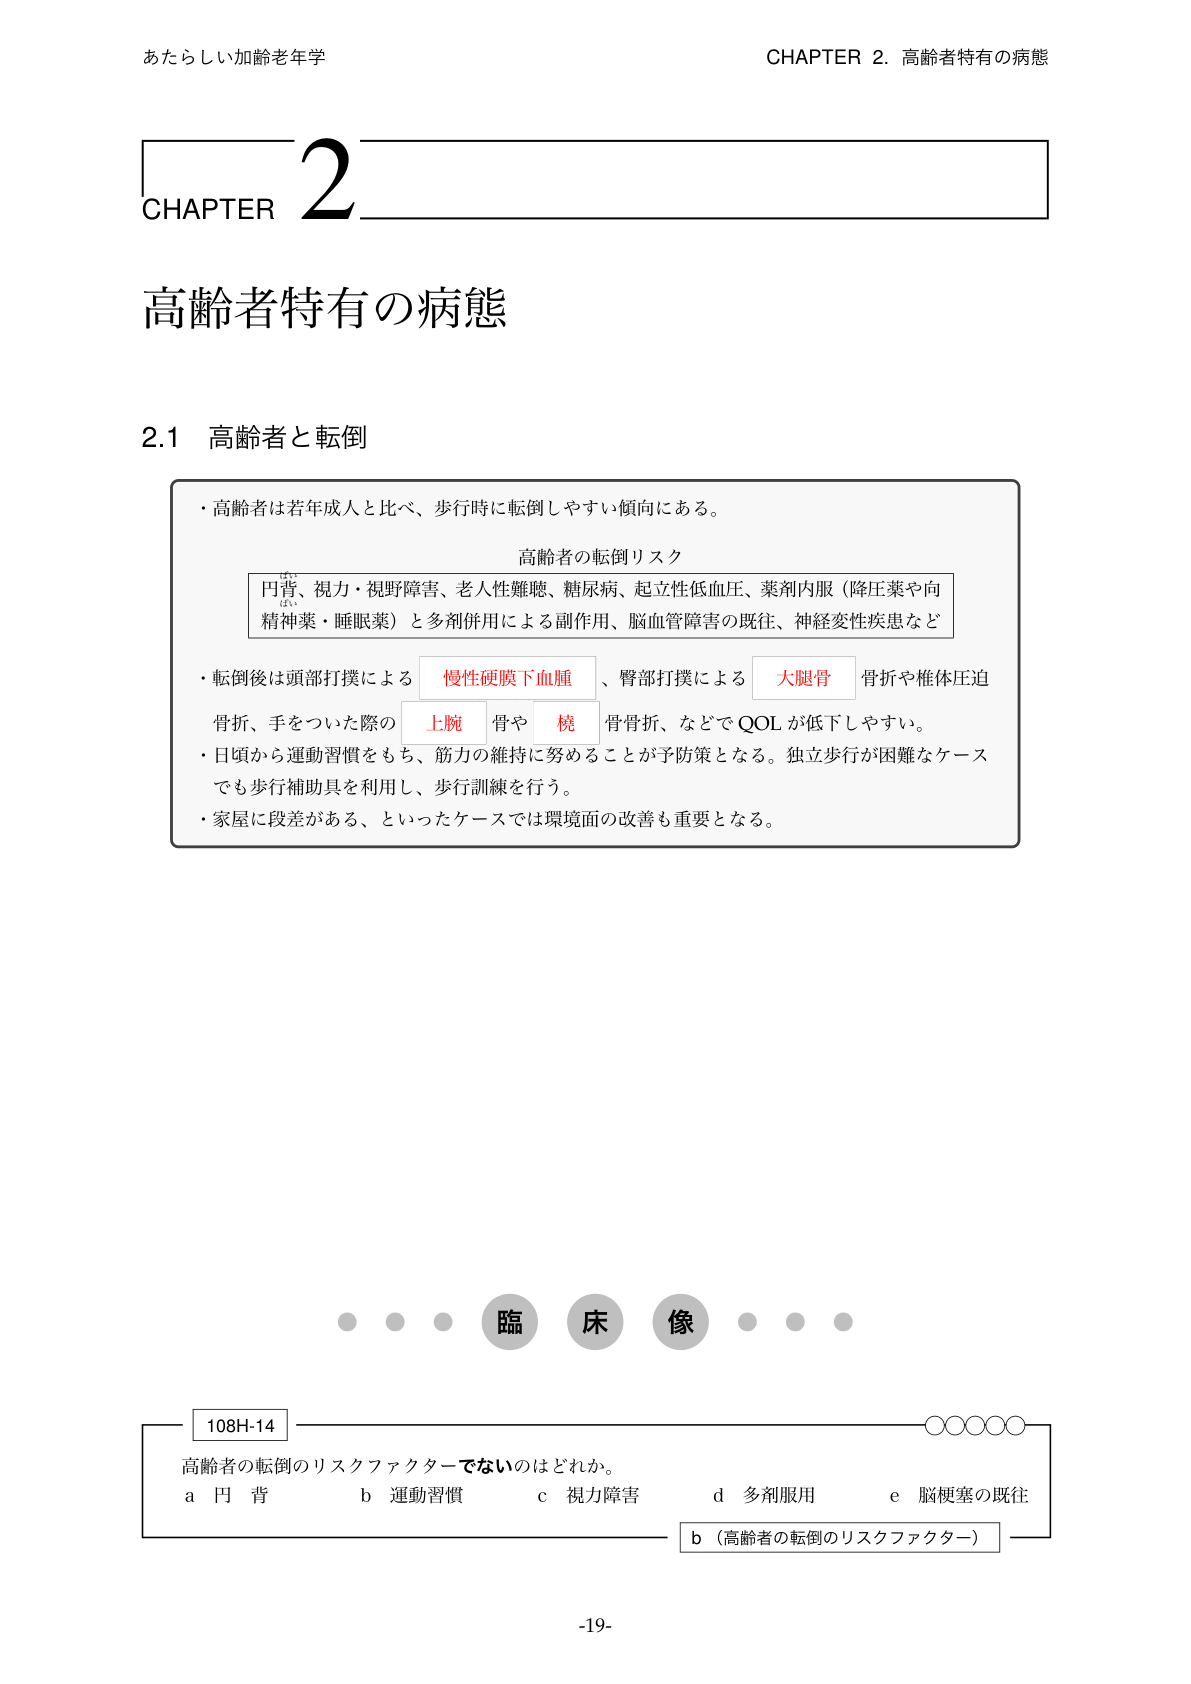 あたらしい加齢老年学
CHAPTER 2. 高齢者特有の病態
CHAPTER 2
高齢者特有の病態
2.1 高齢者と転倒
・高齢者は若年成人と比べ、歩行時に転倒しやすい傾向にある。
高齢者の転倒リスク
ばい
円背、視力・視野障害、老人性難聴、糖尿病、起立性低血圧、薬剤内服（降圧薬や向
ばい
精神薬・睡眠薬）と多剤併用による副作用、脳血管障害の既往、神経変性疾患など
・転倒後は頭部打撲による 慢性硬膜下血腫 、臀部打撲による 大腿骨 骨折や椎体圧迫
骨折、手をついた際の 上腕 骨や 橈 骨骨折、などで QOL が低下しやすい。
・日頃から運動習慣をもち、筋力の維持に努めることが予防策となる。独立歩行が困難なケース
でも歩行補助具を利用し、歩行訓練を行う。
・家屋に段差がある、といったケースでは環境面の改善も重要となる。
臨 床 像
108H-14
高齢者の転倒のリスクファクターでないのはどれか。
a 円 背 b 運動習慣 c 視力障害 d 多剤服用 e 脳梗塞の既往
b （高齢者の転倒のリスクファクター）
-19-